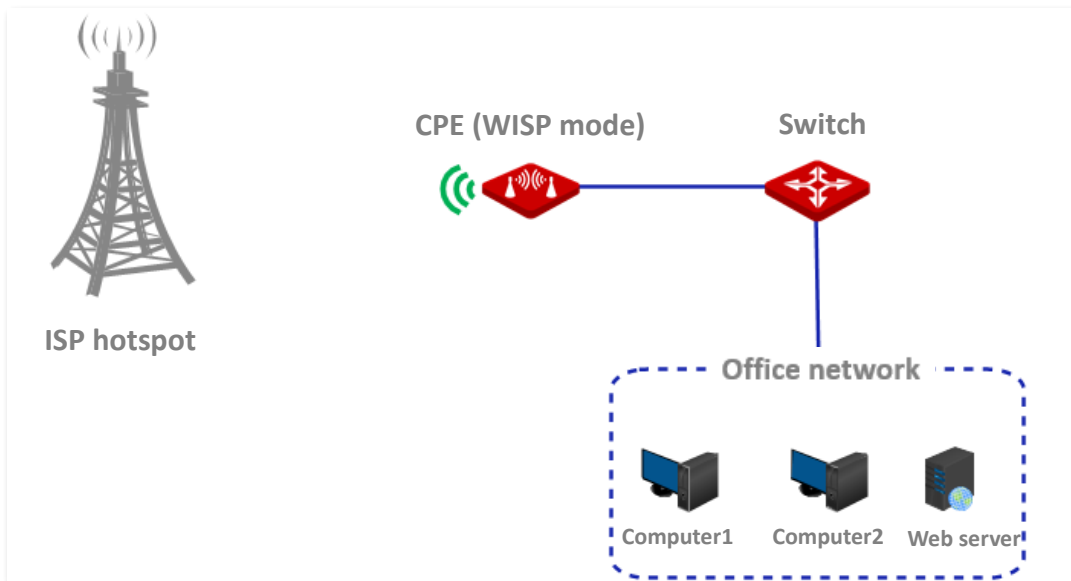 CPE (WISP mode)
Switch
ISP hotspot
Office network
Computer1
Computer2
Web server